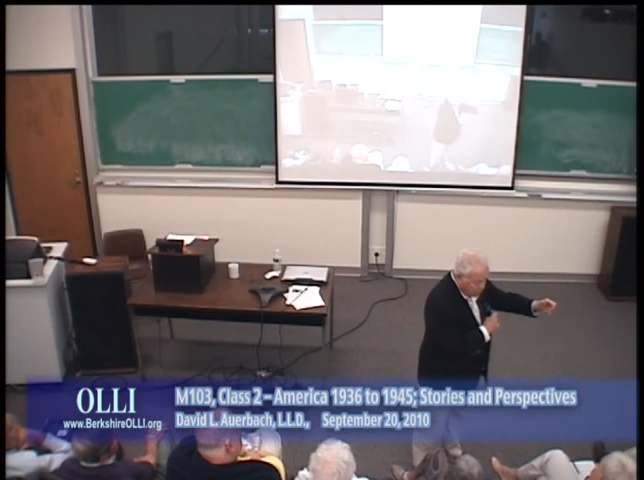 OLLI
www.BerkshireOLLI.org
M103, Class 2 – America 1936 to 1945; Stories and Perspectives
David L. Auerbach, L.L.D., September 20, 2010